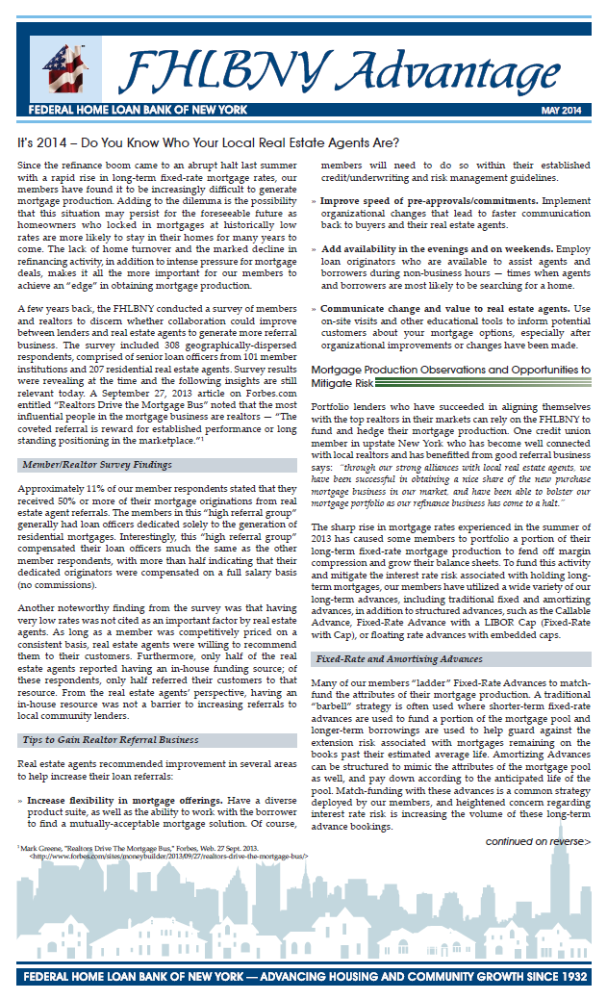 FHLBNY Advantage
FEDERAL HOME LOAN BANK OF NEW YORK
MAY 2014
It's 2014 – Do You Know Who Your Local Real Estate Agents Are?
Since the refinance boom came to an abrupt halt last summer
with a rapid rise in long-term fixed-rate mortgage rates, our
members have found it to be increasingly difficult to generate
mortgage production. Adding to the dilemma is the possibility
that this situation may persist for the foreseeable future as
homeowners who locked in mortgages at historically low
rates are more likely to stay in their homes for many years to
come. The lack of home turnover and the marked decline in
refinancing activity, in addition to intense pressure for mortgage
deals, makes it all the more important for our members to
achieve an "edge" in obtaining mortgage production.
A few years back, the FHLBNY conducted a survey of members
and realtors to discern whether collaboration could improve
between lenders and real estate agents to generate more referral
business. The survey included 308 geographically-dispersed
respondents, comprised of senior loan officers from 101 member
institutions and 207 residential real estate agents. Survey results
were revealing at the time and the following insights are still
relevant today. A September 27, 2013 article on Forbes.com
entitled "Realtors Drive the Mortgage Bus" noted that the most
influential people in the mortgage business are realtors — "The
coveted referral is reward for established performance or long
standing positioning in the marketplace."¹
Member/Realtor Survey Findings
Approximately 11% of our member respondents stated that they
received 50% or more of their mortgage originations from real
estate agent referrals. The members in this "high referral group"
generally had loan officers dedicated solely to the generation of
residential mortgages. Interestingly, this "high referral group"
compensated their loan officers much the same as the other
member respondents, with more than half indicating that their
dedicated originators were compensated on a full salary basis
(no commissions).
Another noteworthy finding from the survey was that having
very low rates was not cited as an important factor by real estate
agents. As long as a member was competitively priced on a
consistent basis, real estate agents were willing to recommend
them to their customers. Furthermore, only half of the real
estate agents reported having an in-house funding source; of
these respondents, only half referred their customers to that
resource. From the real estate agents' perspective, having an
in-house resource was not a barrier to increasing referrals to
local community lenders.
Tips to Gain Realtor Referral Business
Real estate agents recommended improvement in several areas
to help increase their loan referrals:
» Increase flexibility in mortgage offerings. Have a diverse
product suite, as well as the ability to work with the borrower
to find a mutually-acceptable mortgage solution. Of course,
members will need to do so within their established
credit/underwriting and risk management guidelines.
» Improve speed of pre-approvals/commitments. Implement
organizational changes that lead to faster communication
back to buyers and their real estate agents.
» Add availability in the evenings and on weekends. Employ
loan originators who are available to assist agents and
borrowers during non-business hours — times when agents
and borrowers are most likely to be searching for a home.
» Communicate change and value to real estate agents. Use
on-site visits and other educational tools to inform potential
customers about your mortgage options, especially after
organizational improvements or changes have been made.
Mortgage Production Observations and Opportunities to
Mitigate Risk
Portfolio lenders who have succeeded in aligning themselves
with the top realtors in their markets can rely on the FHLBNY to
fund and hedge their mortgage production. One credit union
member in upstate New York who has become well connected
with local realtors and has benefitted from good referral business
says: "through our strong alliances with local real estate agents, we
have been successful in obtaining a nice share of the new purchase
mortgage business in our market, and have been able to bolster our
mortgage portfolio as our refinance business has come to a halt."
The sharp rise in mortgage rates experienced in the summer of
2013 has caused some members to portfolio a portion of their
long-term fixed-rate mortgage production to fend off margin
compression and grow their balance sheets. To fund this activity
and mitigate the interest rate risk associated with holding long-
term mortgages, our members have utilized a wide variety of our
long-term advances, including traditional fixed and amortizing
advances, in addition to structured advances, such as the Callable
Advance, Fixed-Rate Advance with a LIBOR Cap (Fixed-Rate
with Cap), or floating rate advances with embedded caps.
Fixed-Rate and Amortizing Advances
Many of our members "ladder" Fixed-Rate Advances to match-
fund the attributes of their mortgage production. A traditional
"barbell" strategy is often used where shorter-term fixed-rate
advances are used to fund a portion of the mortgage pool and
longer-term borrowings are used to help guard against the
extension risk associated with mortgages remaining on the
books past their estimated average life. Amortizing Advances
can be structured to mimic the attributes of the mortgage pool
as well, and pay down according to the anticipated life of the
pool. Match-funding with these advances is a common strategy
deployed by our members, and heightened concern regarding
interest rate risk is increasing the volume of these long-term
advance bookings.
continued on reverse>
¹ Mark Greene, "Realtors Drive The Mortgage Bus," Forbes, Web. 27 Sept. 2013.
<http://www.forbes.com/sites/moneybuilder/2013/09/27/realtors-drive-the-mortgage-bus/>
FEDERAL HOME LOAN BANK OF NEW YORK — ADVANCING HOUSING AND COMMUNITY GROWTH SINCE 1932